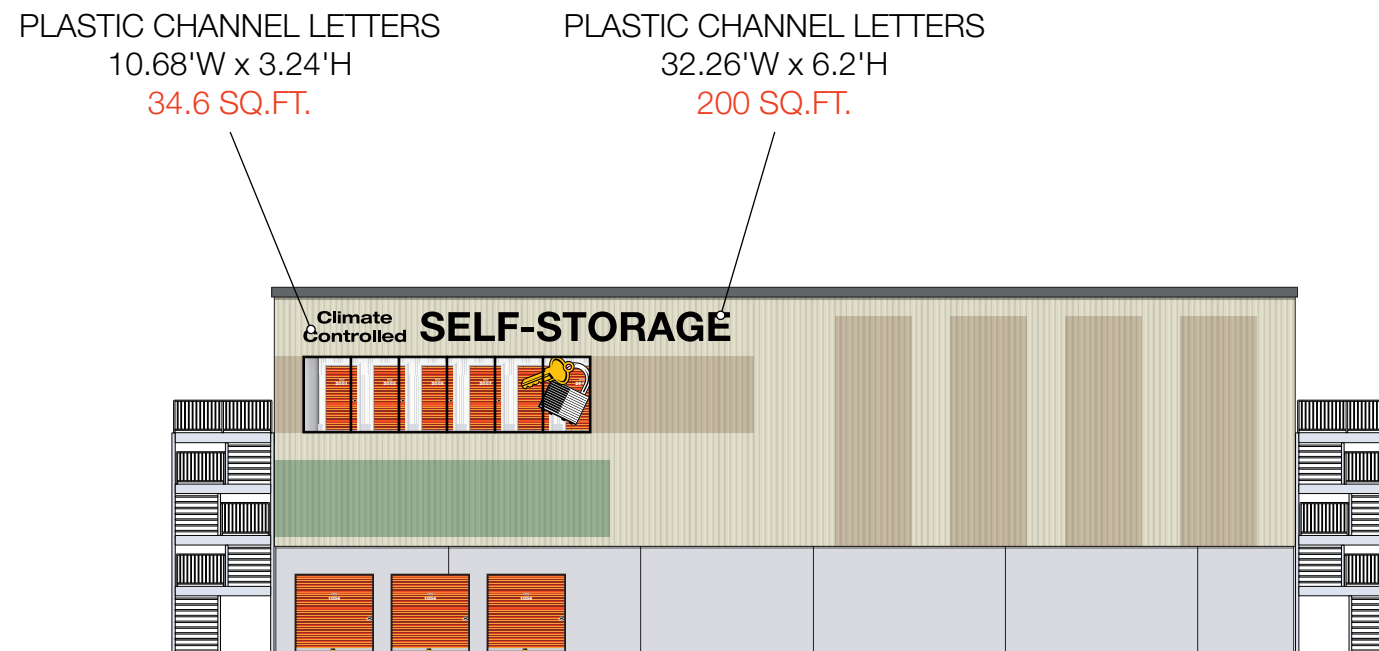 PLASTIC CHANNEL LETTERS
10.68'W x 3.24'H
34.6 SQ.FT.
PLASTIC CHANNEL LETTERS
32.26'W x 6.2'H
200 SQ.FT.
Climate
Controlled
SELF-STORAGE